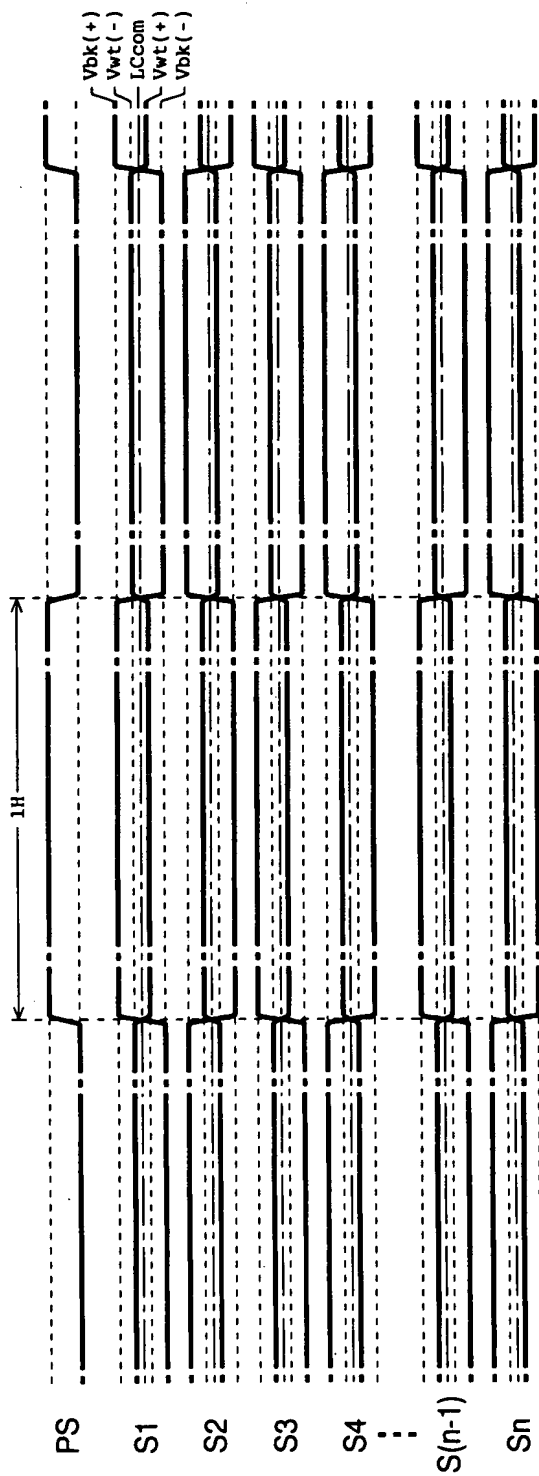 PS
S1
S2
S3
S4
S(n-1)
Sn
1H
Vbk(+)
Vwt(-)
LCcom
Vwt(+)
Vbk(-)